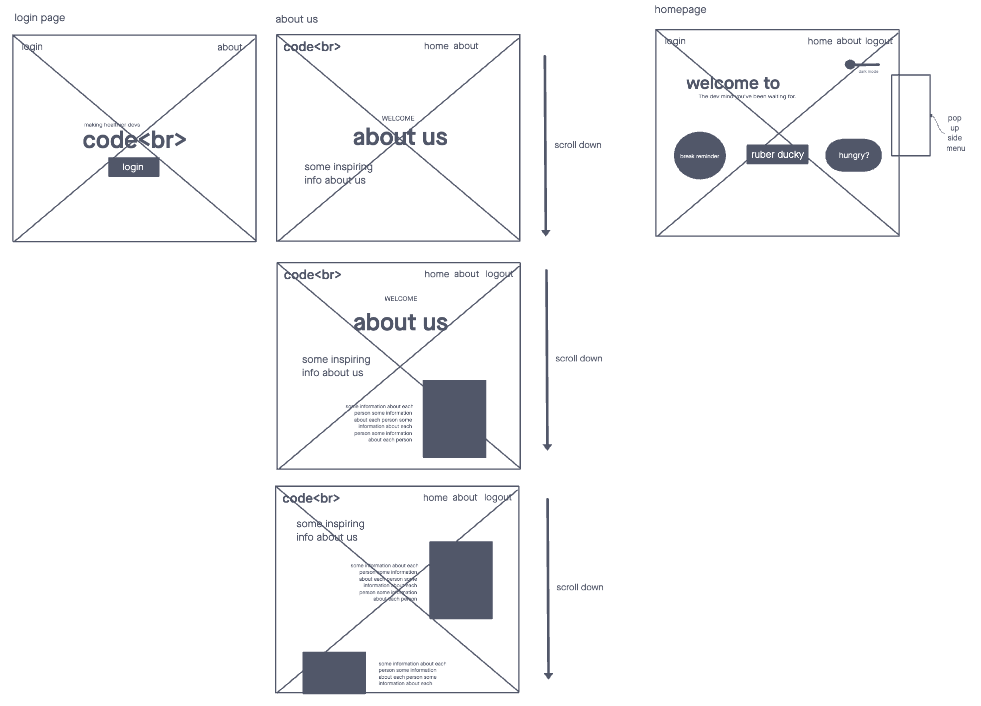 login page
login
about
making healthier devs
code<br>
login
about us
code<br>
home about
WELCOME
about us
some inspiring
info about us
scroll down
code<br>
home about logout
WELCOME
about us
some inspiring
info about us
some information about each
person some information
about each person some
information about each
person some information
about each person
scroll down
code<br>
home about logout
some inspiring
info about us
some information about each
person some information
about each person some
information about each
person some information
about each person
some information about each
person some information
about each person some
information about each
scroll down
homepage
login
home about logout
dark mode
welcome to
The dev mind you've been waiting for.
break reminder
ruber ducky
hungry?
pop
up
side
menu